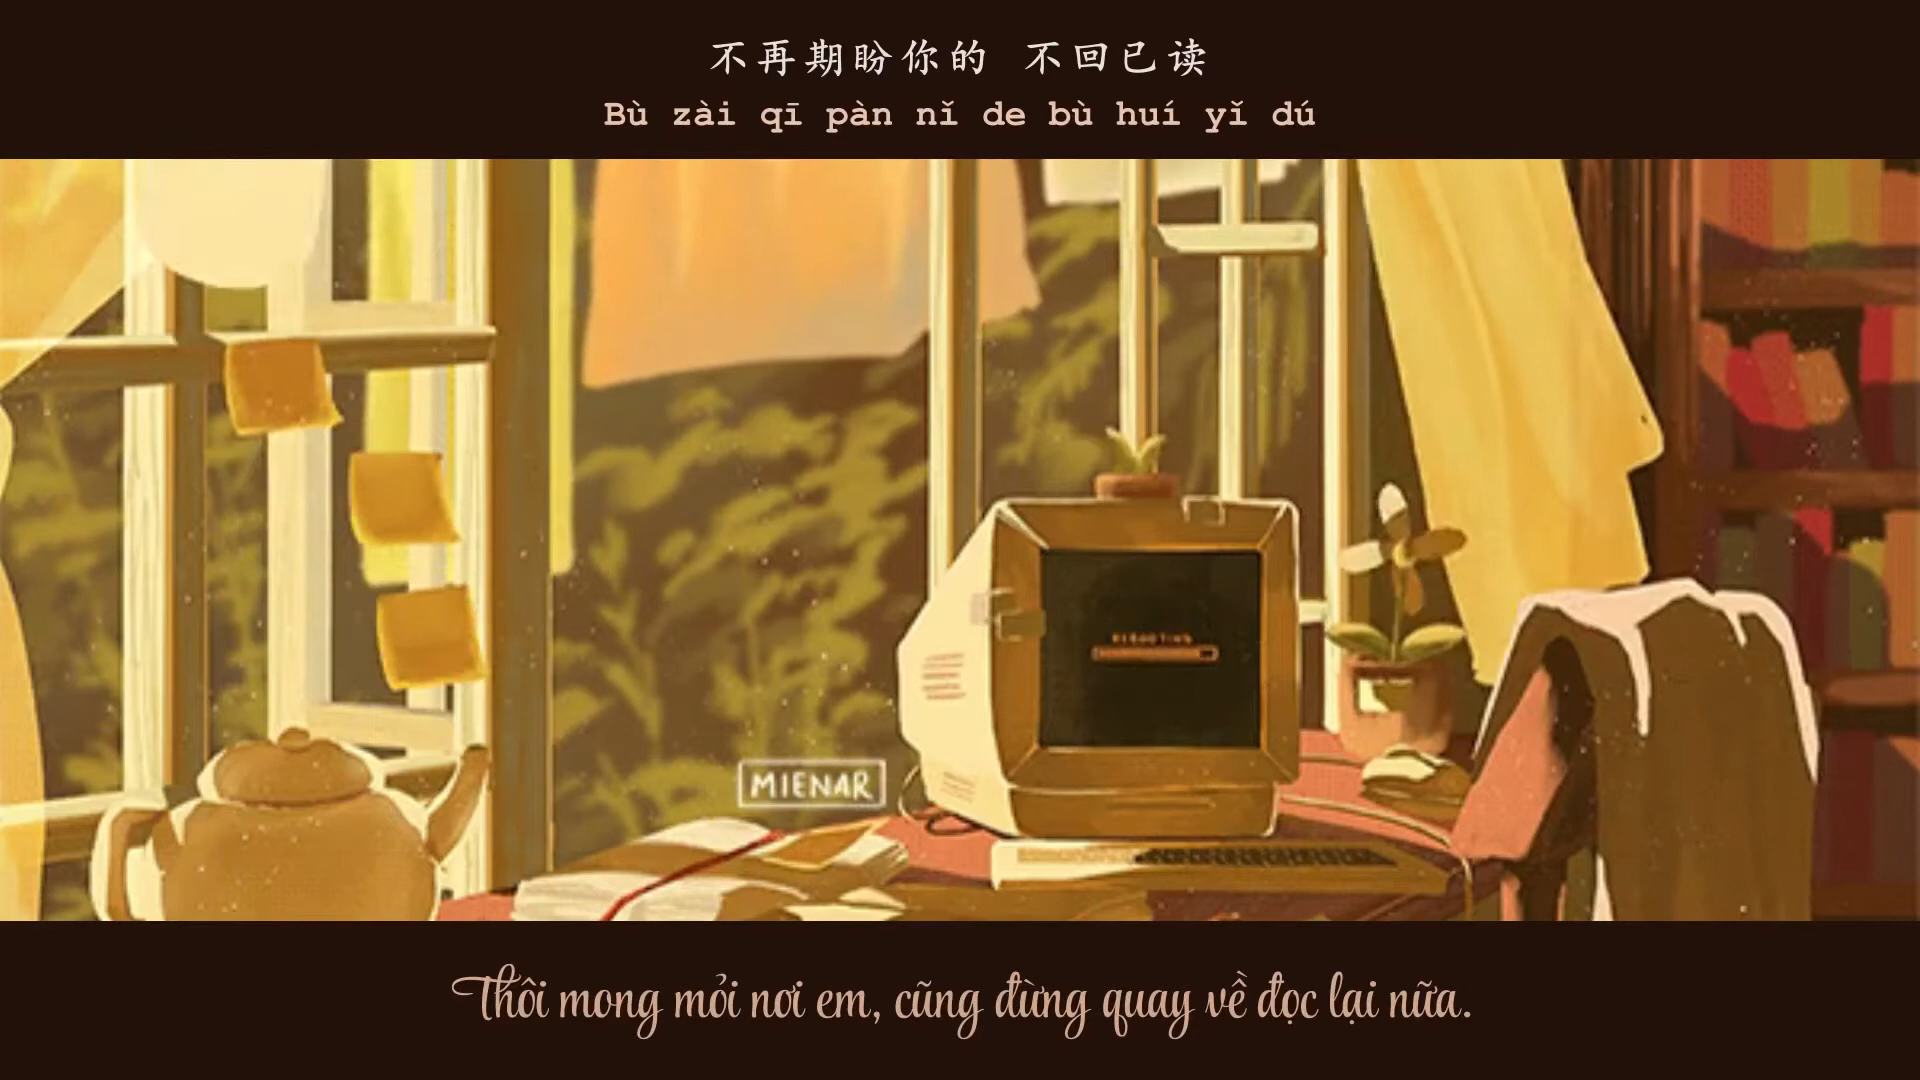 不再期盼你的 不回已读
Bù zài qī pàn nǐ de bù huí yǐ dú
REBOOTING
MIENAR
Thôi mong mỏi nơi em, cũng đừng quay về đọc lại nữa.